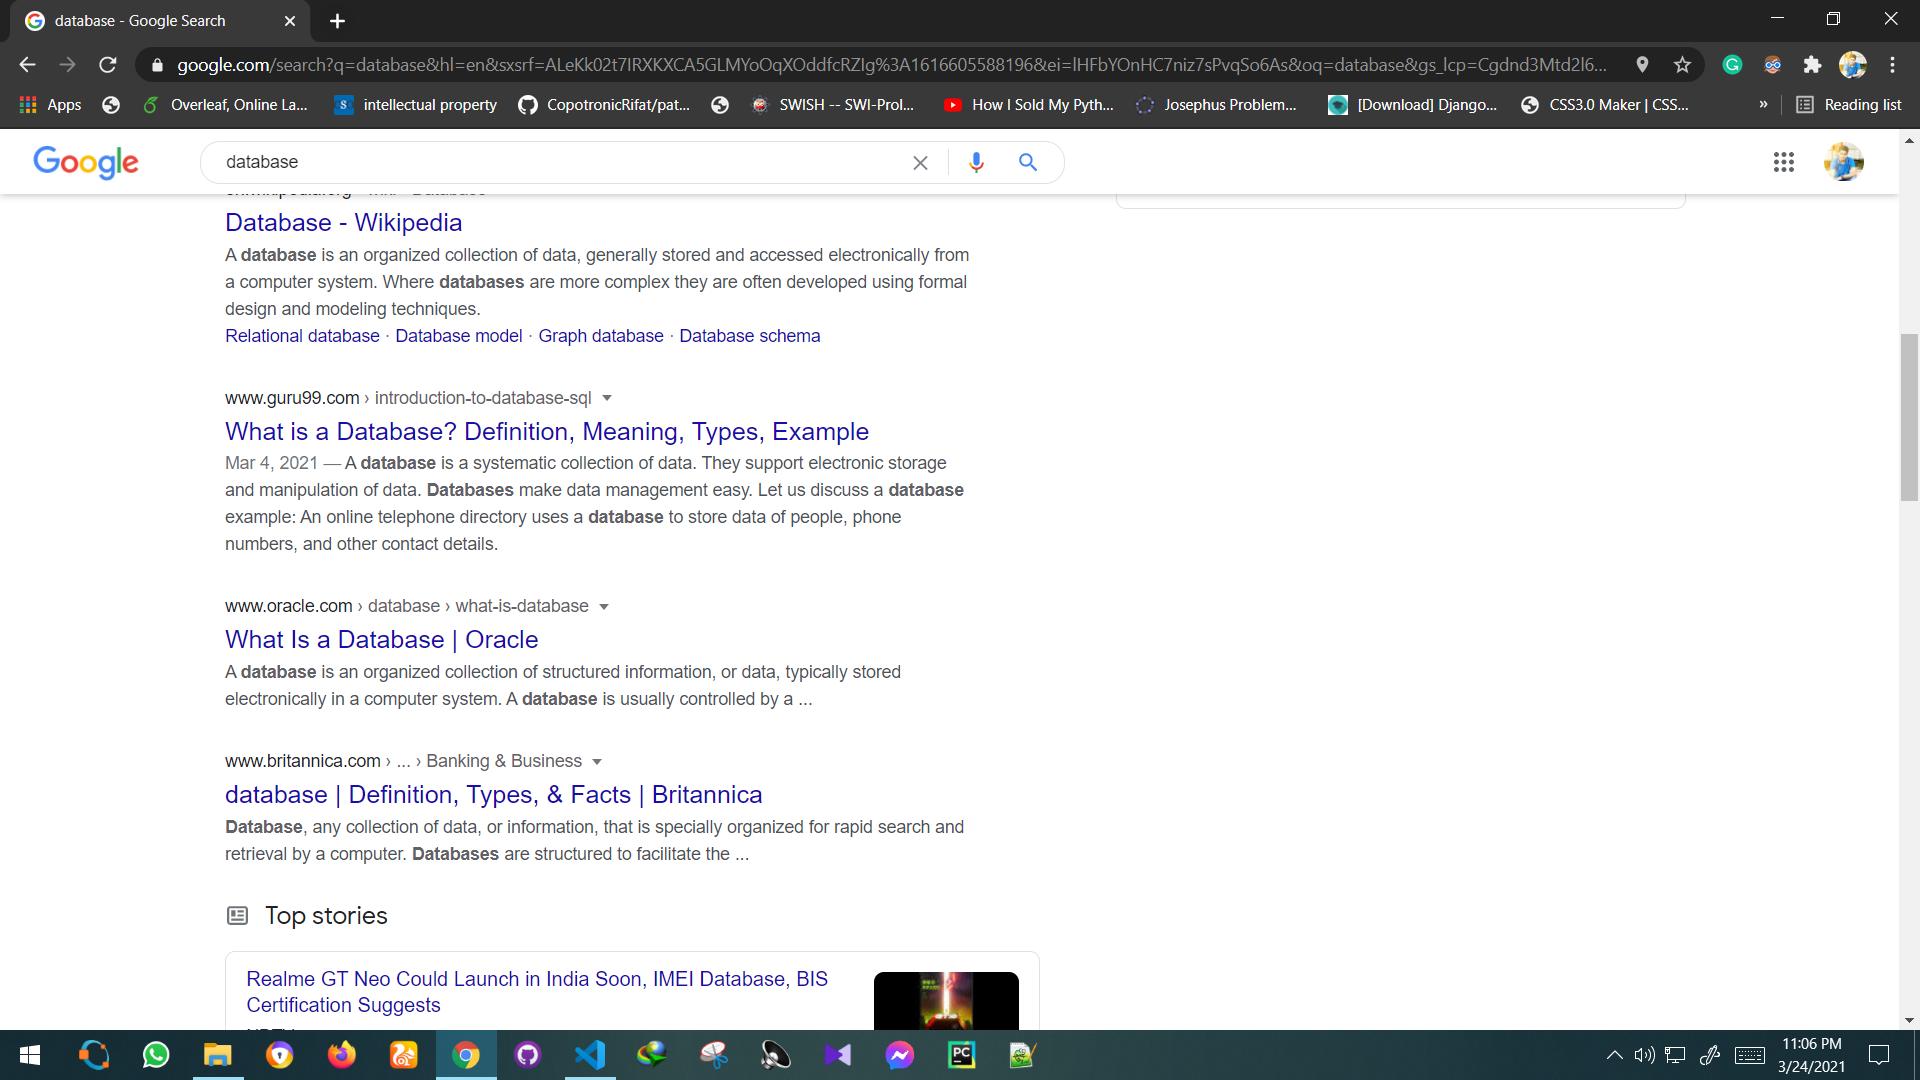 database - Google Search
google.com/search?q=database&hl=en&sxsrf=ALeKk02t7IRXKXCA5GLMYoOqXOddfcRZIg%3A1616605588196&ei=lHFbYOnHC7niz7sPvqSo6As&oq=database&gs_lcp=Cgdnd3Mtd2l6...
Apps Overleaf, Online La... intellectual property CopotronicRifat/pat... SWISH -- SWI-Prol... How I Sold My Pyth... Josephus Problem... [Download] Django... CSS3.0 Maker | CSS... » Reading list
Google database
Database - Wikipedia
A database is an organized collection of data, generally stored and accessed electronically from
a computer system. Where databases are more complex they are often developed using formal
design and modeling techniques.
Relational database · Database model · Graph database · Database schema
www.guru99.com › introduction-to-database-sql
What is a Database? Definition, Meaning, Types, Example
Mar 4, 2021 — A database is a systematic collection of data. They support electronic storage
and manipulation of data. Databases make data management easy. Let us discuss a database
example: An online telephone directory uses a database to store data of people, phone
numbers, and other contact details.
www.oracle.com › database › what-is-database
What Is a Database | Oracle
A database is an organized collection of structured information, or data, typically stored
electronically in a computer system. A database is usually controlled by a ...
www.britannica.com › ... › Banking & Business
database | Definition, Types, & Facts | Britannica
Database, any collection of data, or information, that is specially organized for rapid search and
retrieval by a computer. Databases are structured to facilitate the ...
Top stories
Realme GT Neo Could Launch in India Soon, IMEI Database, BIS
Certification Suggests
11:06 PM
3/24/2021